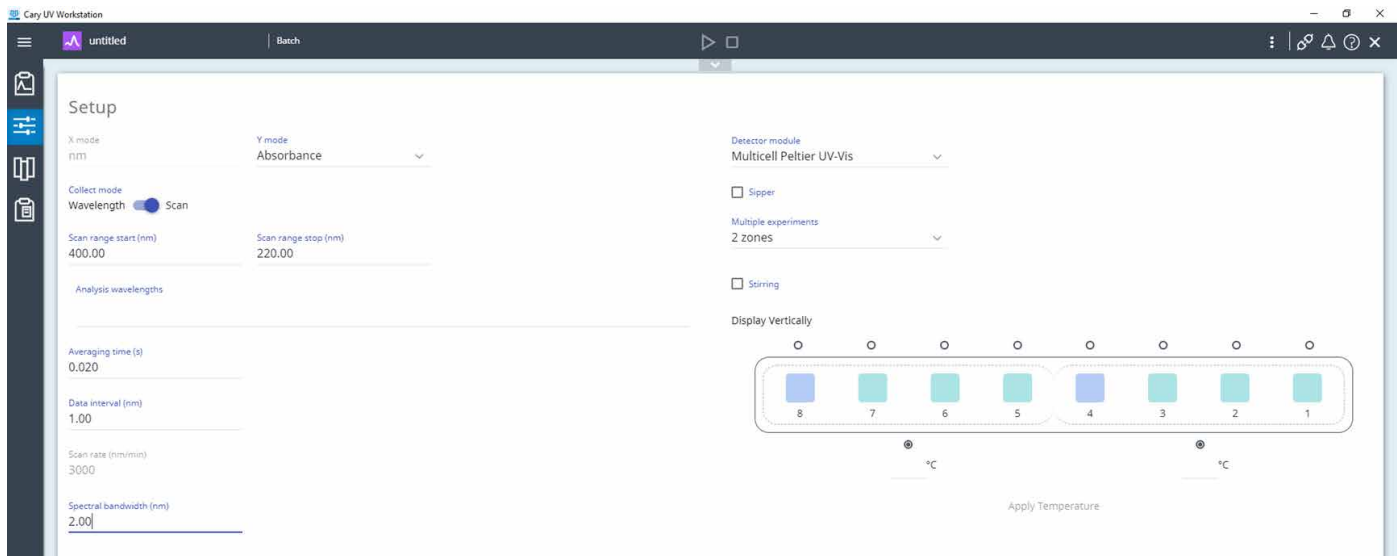 Cary UV Workstation
untitled
Batch
Setup
X mode
nm
Y mode
Absorbance
Collect mode
Wavelength Scan
Scan range start (nm)
400.00
Scan range stop (nm)
220.00
Analysis wavelengths
Averaging time (s)
0.020
Data interval (nm)
1.00
Scan rate (nm/min)
3000
Spectral bandwidth (nm)
2.00
Detector module
Multicell Peltier UV-Vis
Sipper
Multiple experiments
2 zones
Stirring
Display Vertically
8 7 6 5 4 3 2 1
°C °C
Apply Temperature